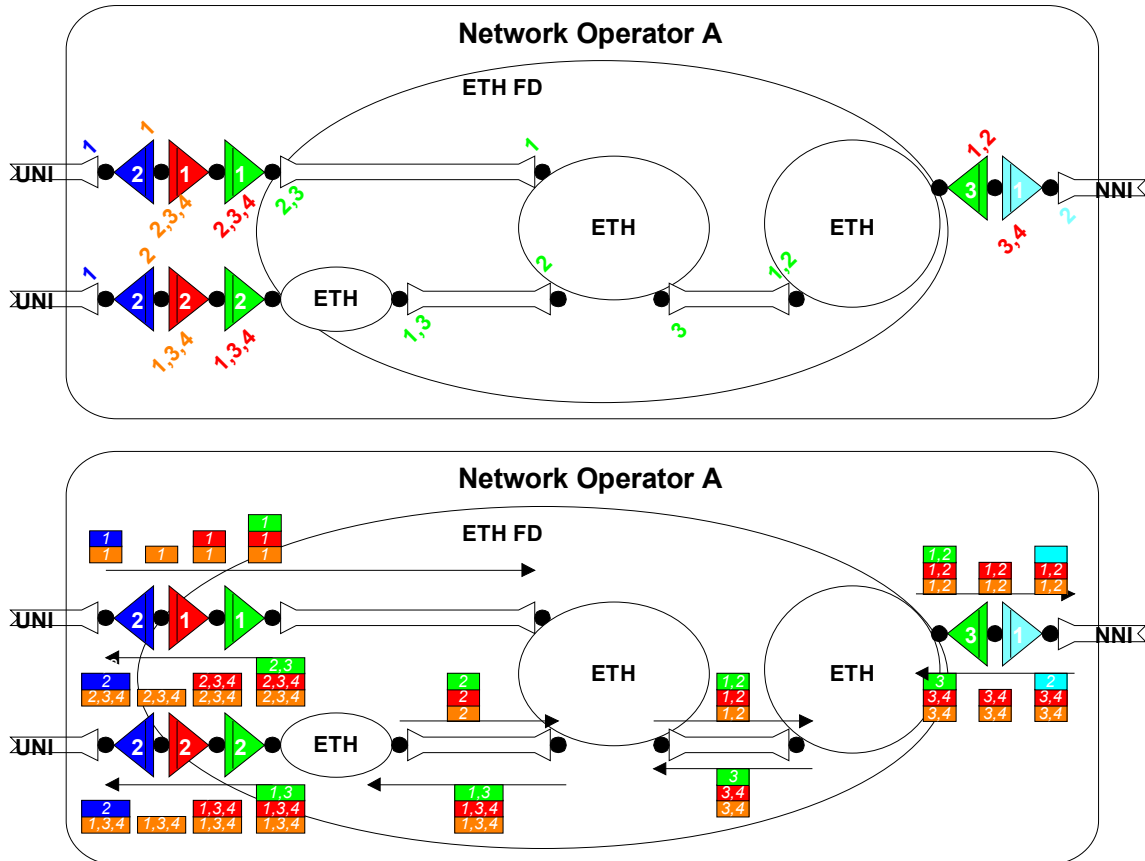 Network Operator A
ETH FD
1 1 1 1,2
UNI 2 1 1 3 1 NNI
2,3,4 2,3,4 2,3 ETH ETH 3,4 2
1 2 2 1,2
UNI 2 2 2 ETH
1,3,4 1,3,4 1,3 3
Network Operator A
1
1 1 1 ETH FD
1 1 1 1
1,2
1,2 1,2 1,2
1,2 1,2 1,2
UNI 2 1 1 3 1 NNI
2,3
2 2,3,4 2,3,4
2,3,4 2,3,4 2,3,4 2,3,4
ETH ETH
2 1,2 3 2
2 1,2 3,4 3,4 3,4
2 1,2 3,4 3,4 3,4
UNI 2 2 2 ETH
1,3 1,3 3
2 1,3,4 1,3,4 1,3,4 3,4
1,3,4 1,3,4 1,3,4 1,3,4 1,3,4 3,4